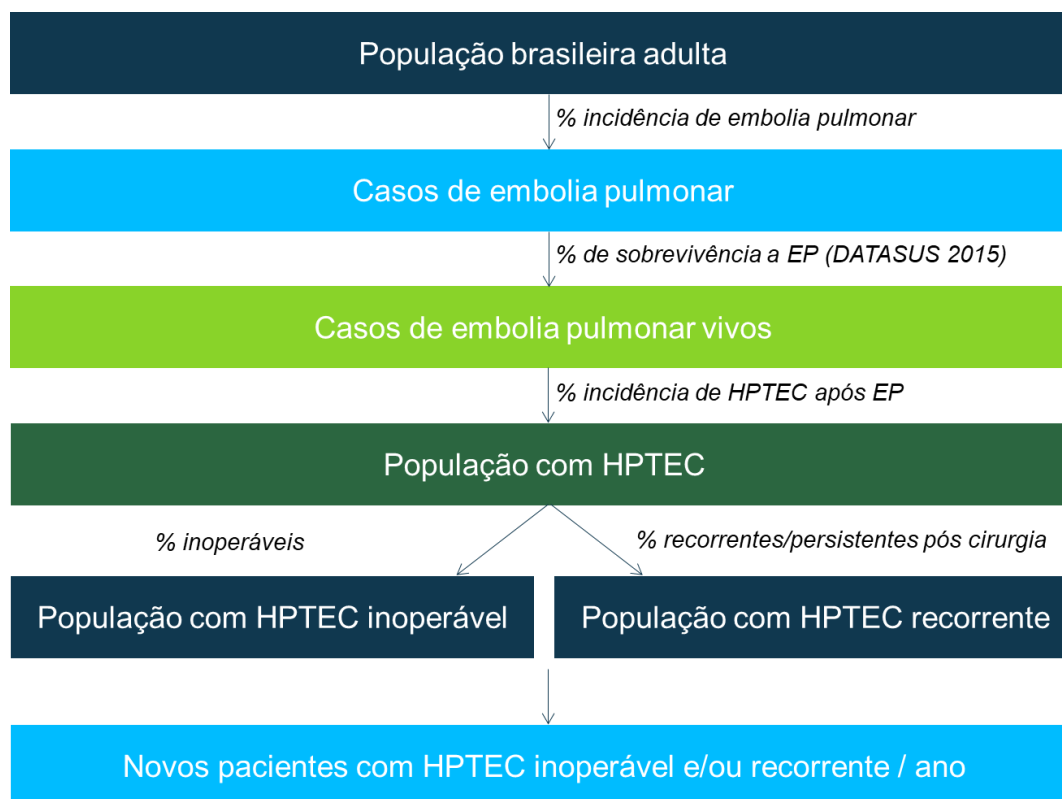 População brasileira adulta
% incidência de embolia pulmonar
Casos de embolia pulmonar
% de sobrevivência a EP (DATASUS 2015)
Casos de embolia pulmonar vivos
% incidência de HPTEC após EP
População com HPTEC
% inoperáveis
% recorrentes/persistentes pós cirurgia
População com HPTEC inoperável
População com HPTEC recorrente
Novos pacientes com HPTEC inoperável e/ou recorrente / ano